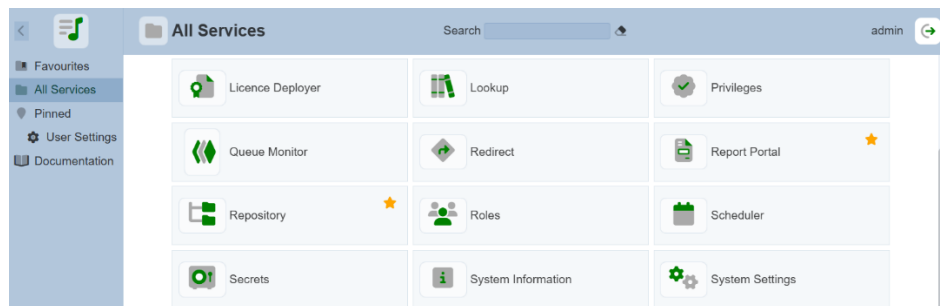 All Services
Search
admin
Favourites
All Services
Pinned
User Settings
Documentation
Licence Deployer
Lookup
Privileges
Queue Monitor
Redirect
Report Portal
Repository
Roles
Scheduler
Secrets
System Information
System Settings